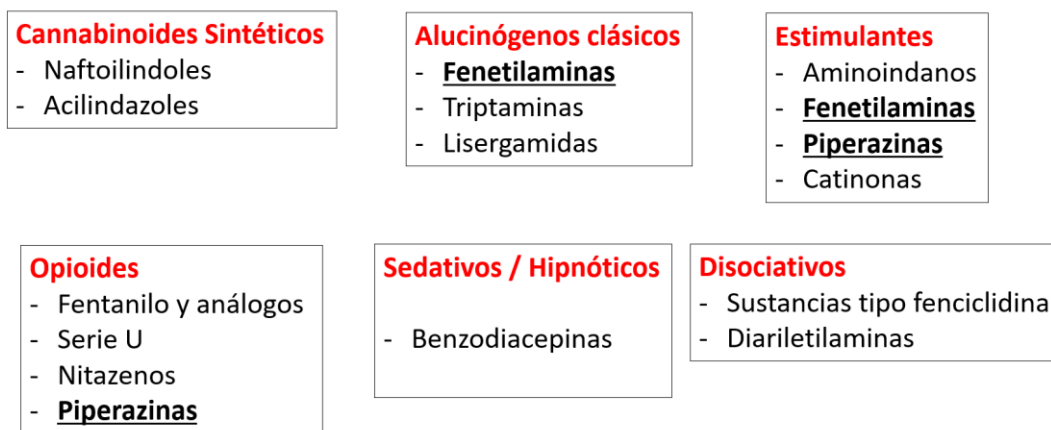 Cannabinoides Sintéticos
- Naftoilindoles
- Acilindazoles
Alucinógenos clásicos
- Fenetilaminas
- Triptaminas
- Lisergamidas
Estimulantes
- Aminoindanos
- Fenetilaminas
- Piperazinas
- Catinonas
Opioides
- Fentanilo y análogos
- Serie U
- Nitazenos
- Piperazinas
Sedativos / Hipnóticos
- Benzodiacepinas
Disociativos
- Sustancias tipo fenciclidina
- Diariletilaminas